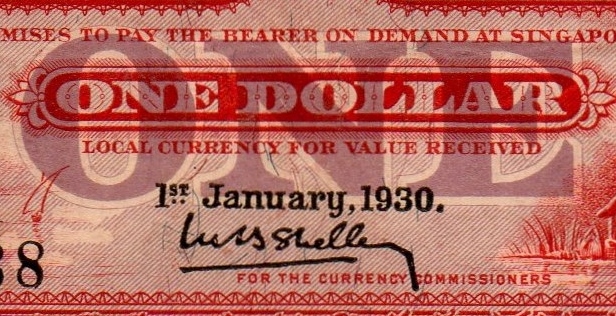 MISES TO PAY THE BEARER ON DEMAND AT SINGAPO
ONE
ONE DOLLAR
LOCAL CURRENCY FOR VALUE RECEIVED
1ST January, 1930.
38
FOR THE CURRENCY COMMISSIONERS